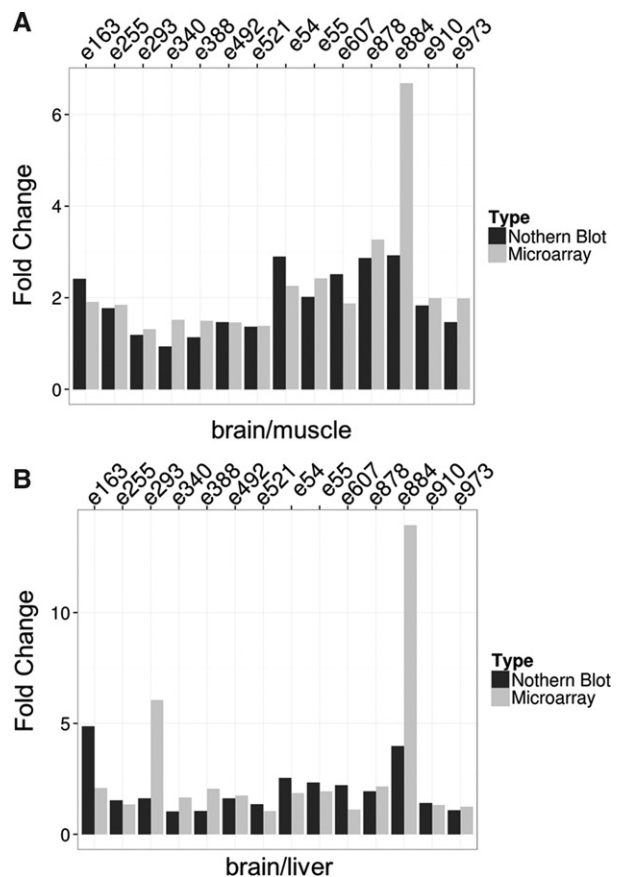 A
e163 e255 e293 e340 e388 e492 e521 e54 e55 e607 e878 e884 e910 e973
6
4
2
0
Fold Change
Type
Nothern Blot
Microarray
brain/muscle
B
e163 e255 e293 e340 e388 e492 e521 e54 e55 e607 e878 e884 e910 e973
10
5
0
Fold Change
Type
Nothern Blot
Microarray
brain/liver